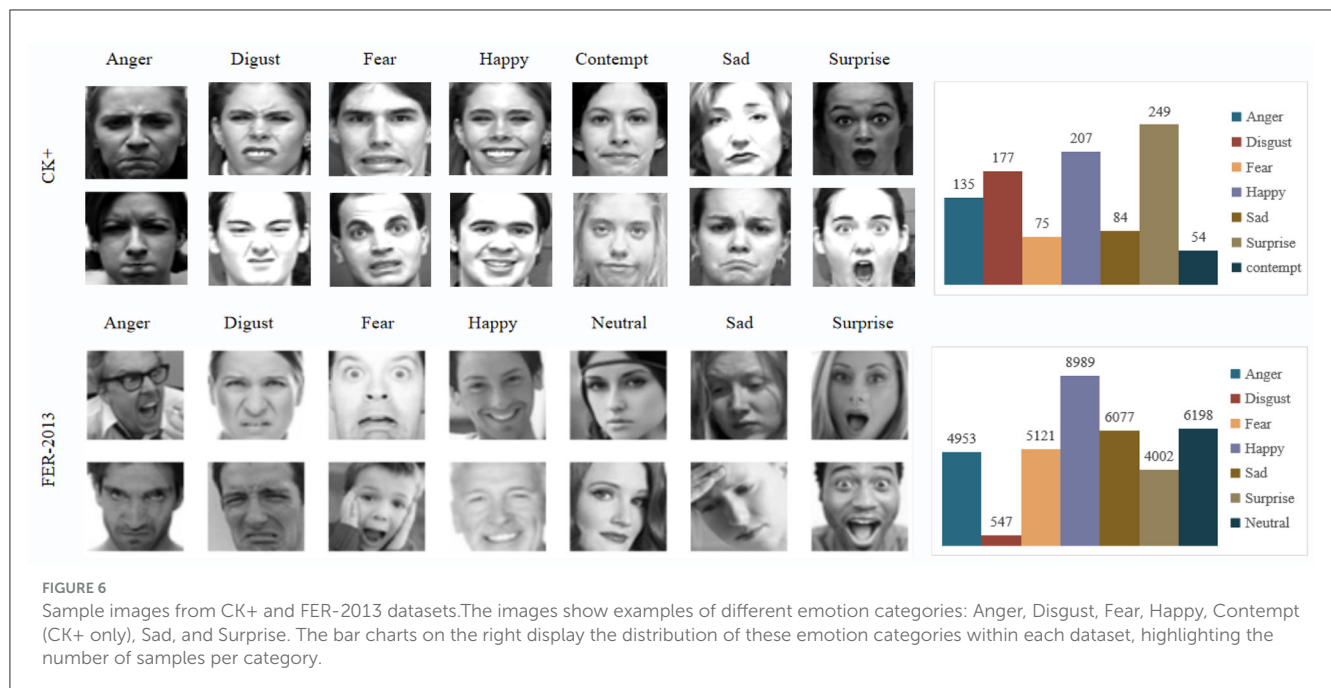 Anger Digust Fear Happy Contempt Sad Surprise
CK+
249
207
177
135
84
75
54
Anger
Disgust
Fear
Happy
Sad
Surprise
contempt
Anger Digust Fear Happy Neutral Sad Surprise
FER-2013
8989
6198
6077
5121
4953
4002
547
Anger
Disgust
Fear
Happy
Sad
Surprise
Neutral
FIGURE 6
Sample images from CK+ and FER-2013 datasets.The images show examples of different emotion categories: Anger, Disgust, Fear, Happy, Contempt
(CK+ only), Sad, and Surprise. The bar charts on the right display the distribution of these emotion categories within each dataset, highlighting the
number of samples per category.